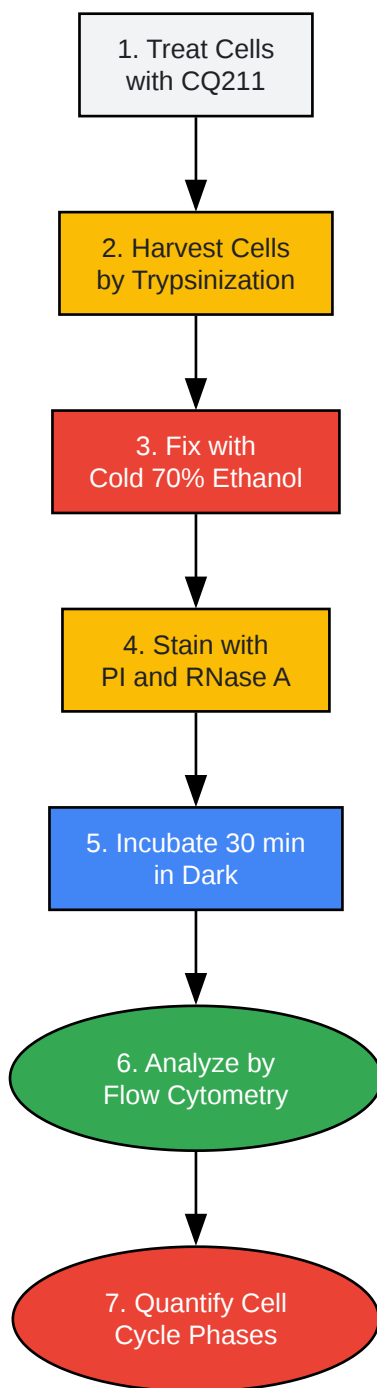 1. Treat Cells
with CQ211
2. Harvest Cells
by Trypsinization
3. Fix with
Cold 70% Ethanol
4. Stain with
PI and RNase A
5. Incubate 30 min
in Dark
6. Analyze by
Flow Cytometry
7. Quantify Cell
Cycle Phases